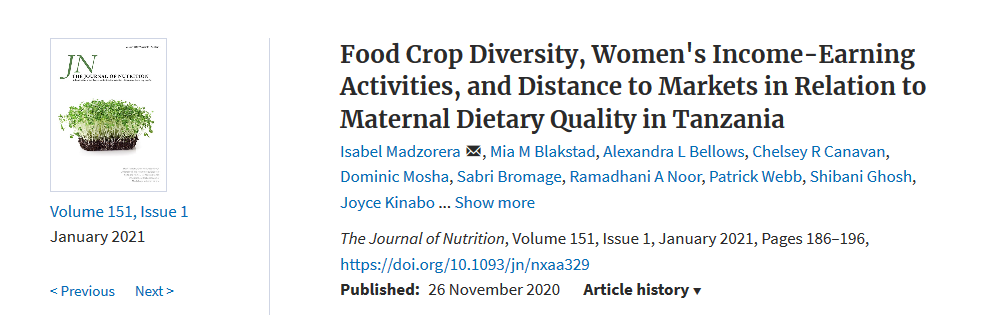 JN
THE JOURNAL OF NUTRITION
Volume 151, Issue 1
January 2021
< Previous Next >
Food Crop Diversity, Women's Income-Earning
Activities, and Distance to Markets in Relation to
Maternal Dietary Quality in Tanzania
Isabel Madzorera , Mia M Blakstad, Alexandra L Bellows, Chelsey R Canavan,
Dominic Mosha, Sabri Bromage, Ramadhani A Noor, Patrick Webb, Shibani Ghosh,
Joyce Kinabo ... Show more
The Journal of Nutrition, Volume 151, Issue 1, January 2021, Pages 186–196,
https://doi.org/10.1093/jn/nxaa329
Published: 26 November 2020 Article history ▾